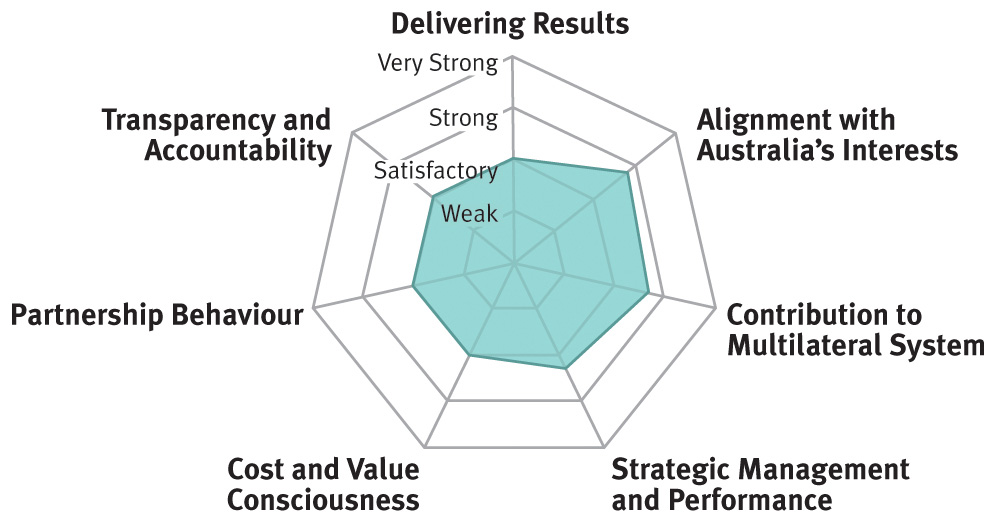 Delivering Results
Very Strong
Transparency and
Accountability
Strong
Alignment with
Australia’s Interests
Satisfactory
Weak
Partnership Behaviour
Contribution to
Multilateral System
Cost and Value
Consciousness
Strategic Management
and Performance